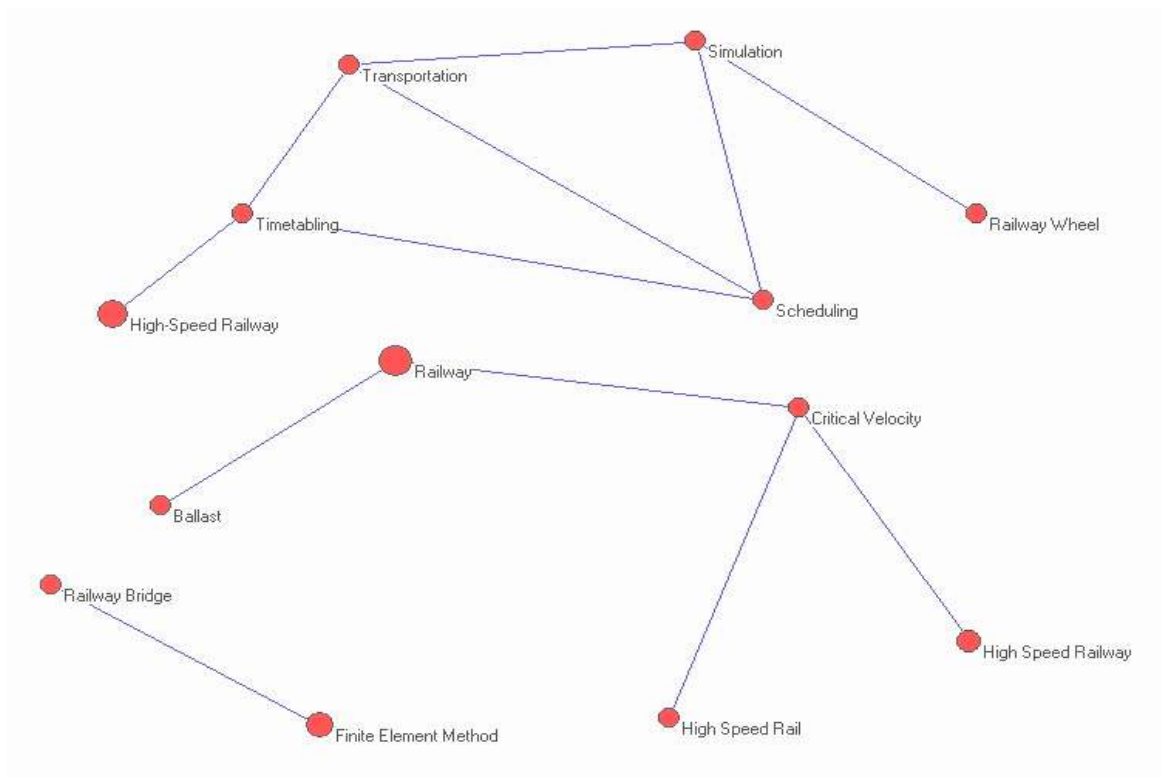 Simulation
Transportation
Timetabling
Railway Wheel
Scheduling
High-Speed Railway
Railway
Critical Velocity
Ballast
Railway Bridge
High Speed Railway
High Speed Rail
Finite Element Method